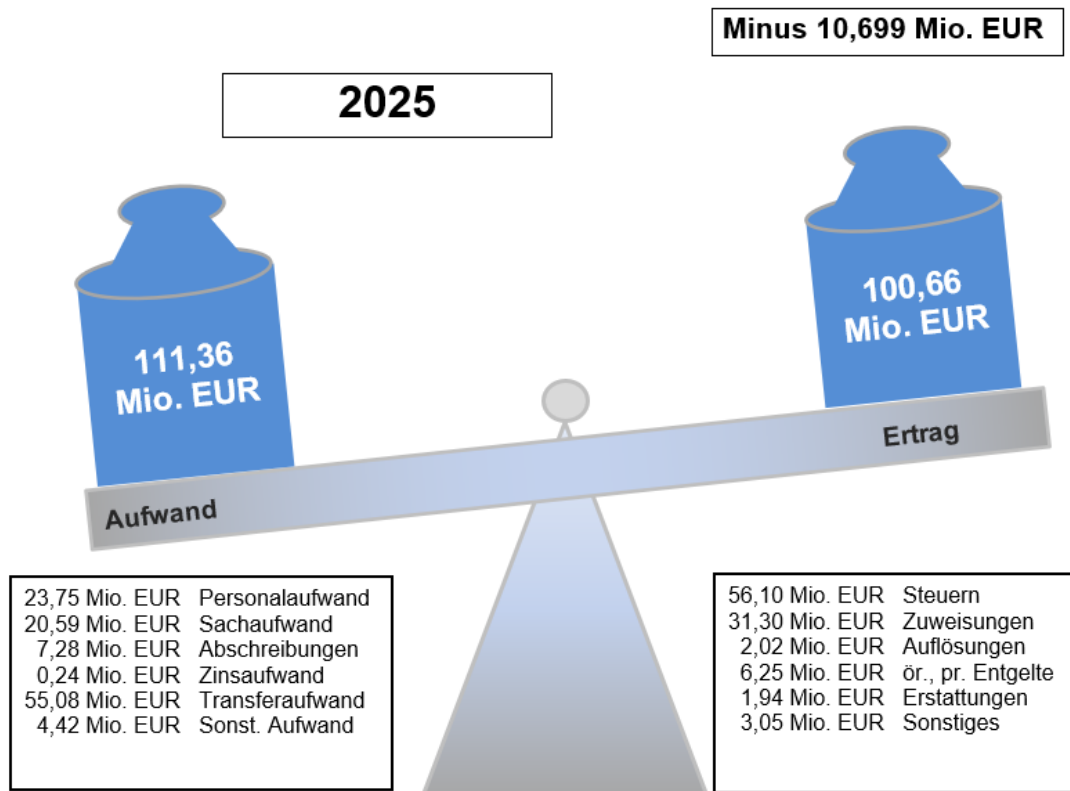 Minus 10,699 Mio. EUR
2025
111,36
Mio. EUR
100,66
Mio. EUR
Aufwand
Ertrag
23,75 Mio. EUR Personalaufwand
20,59 Mio. EUR Sachaufwand
7,28 Mio. EUR Abschreibungen
0,24 Mio. EUR Zinsaufwand
55,08 Mio. EUR Transferaufwand
4,42 Mio. EUR Sonst. Aufwand
56,10 Mio. EUR Steuern
31,30 Mio. EUR Zuweisungen
2,02 Mio. EUR Auflösungen
6,25 Mio. EUR ör., pr. Entgelte
1,94 Mio. EUR Erstattungen
3,05 Mio. EUR Sonstiges